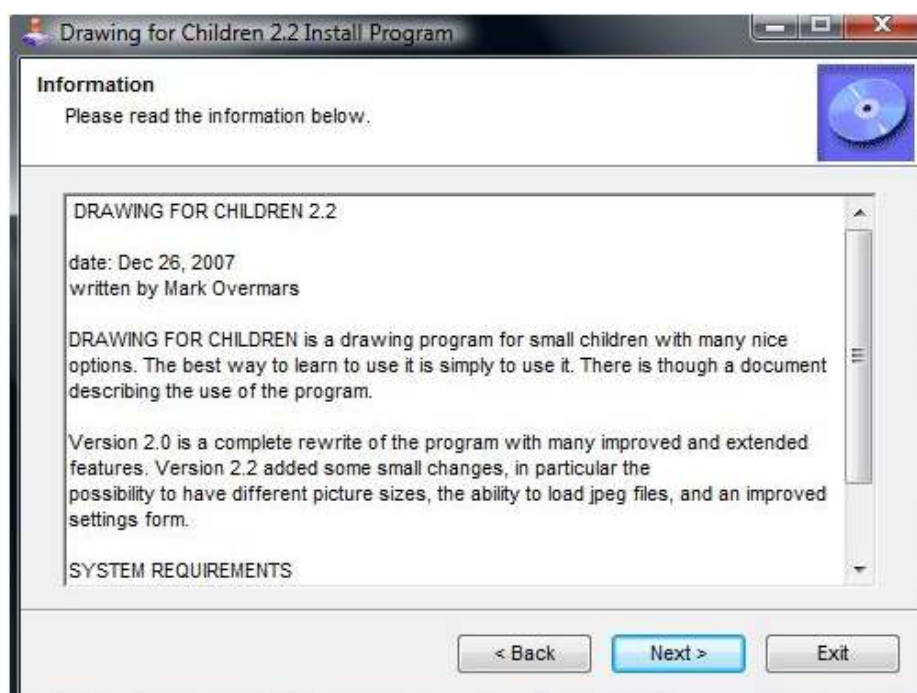 Drawing for Children 2.2 Install Program
Information
Please read the information below.
DRAWING FOR CHILDREN 2.2
date: Dec 26, 2007
written by Mark Overmars
DRAWING FOR CHILDREN is a drawing program for small children with many nice
options. The best way to learn to use it is simply to use it. There is though a document
describing the use of the program.
Version 2.0 is a complete rewrite of the program with many improved and extended
features. Version 2.2 added some small changes, in particular the
possibility to have different picture sizes, the ability to load jpeg files, and an improved
settings form.
SYSTEM REQUIREMENTS
< Back
Next >
Exit